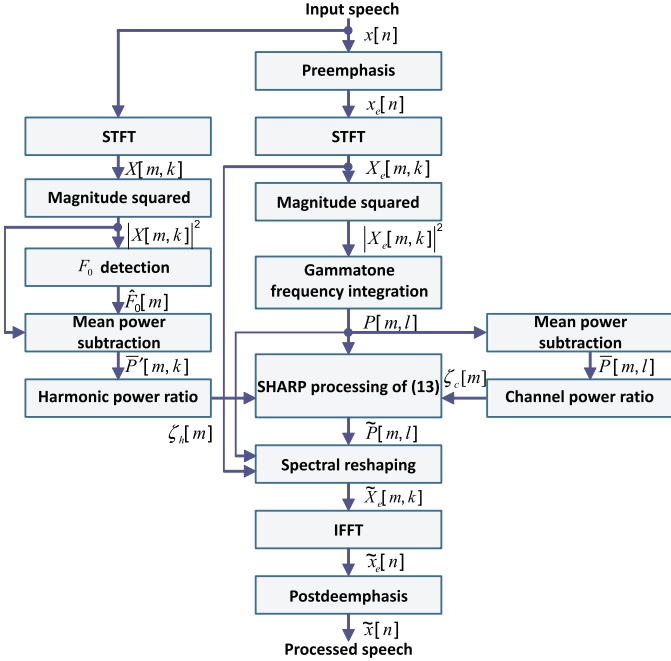 Input speech
x[n]
Preemphasis
x_e[n]
STFT
STFT
X[m,k]
X_e[m,k]
Magnitude squared
Magnitude squared
|X[m,k]|²
|X_e[m,k]|²
F₀ detection
Gammatone
frequency integration
F̂₀[m]
P[m,l]
Mean power
subtraction
Mean power
subtraction
P̅′[m,k]
P̅[m,l]
Harmonic power ratio
SHARP processing of (13)
ζ_c[m]
Channel power ratio
ζ_h[m]
P̃[m,l]
Spectral reshaping
X̃_e[m,k]
IFFT
x̃_e[n]
Postdeemphasis
x̃[n]
Processed speech